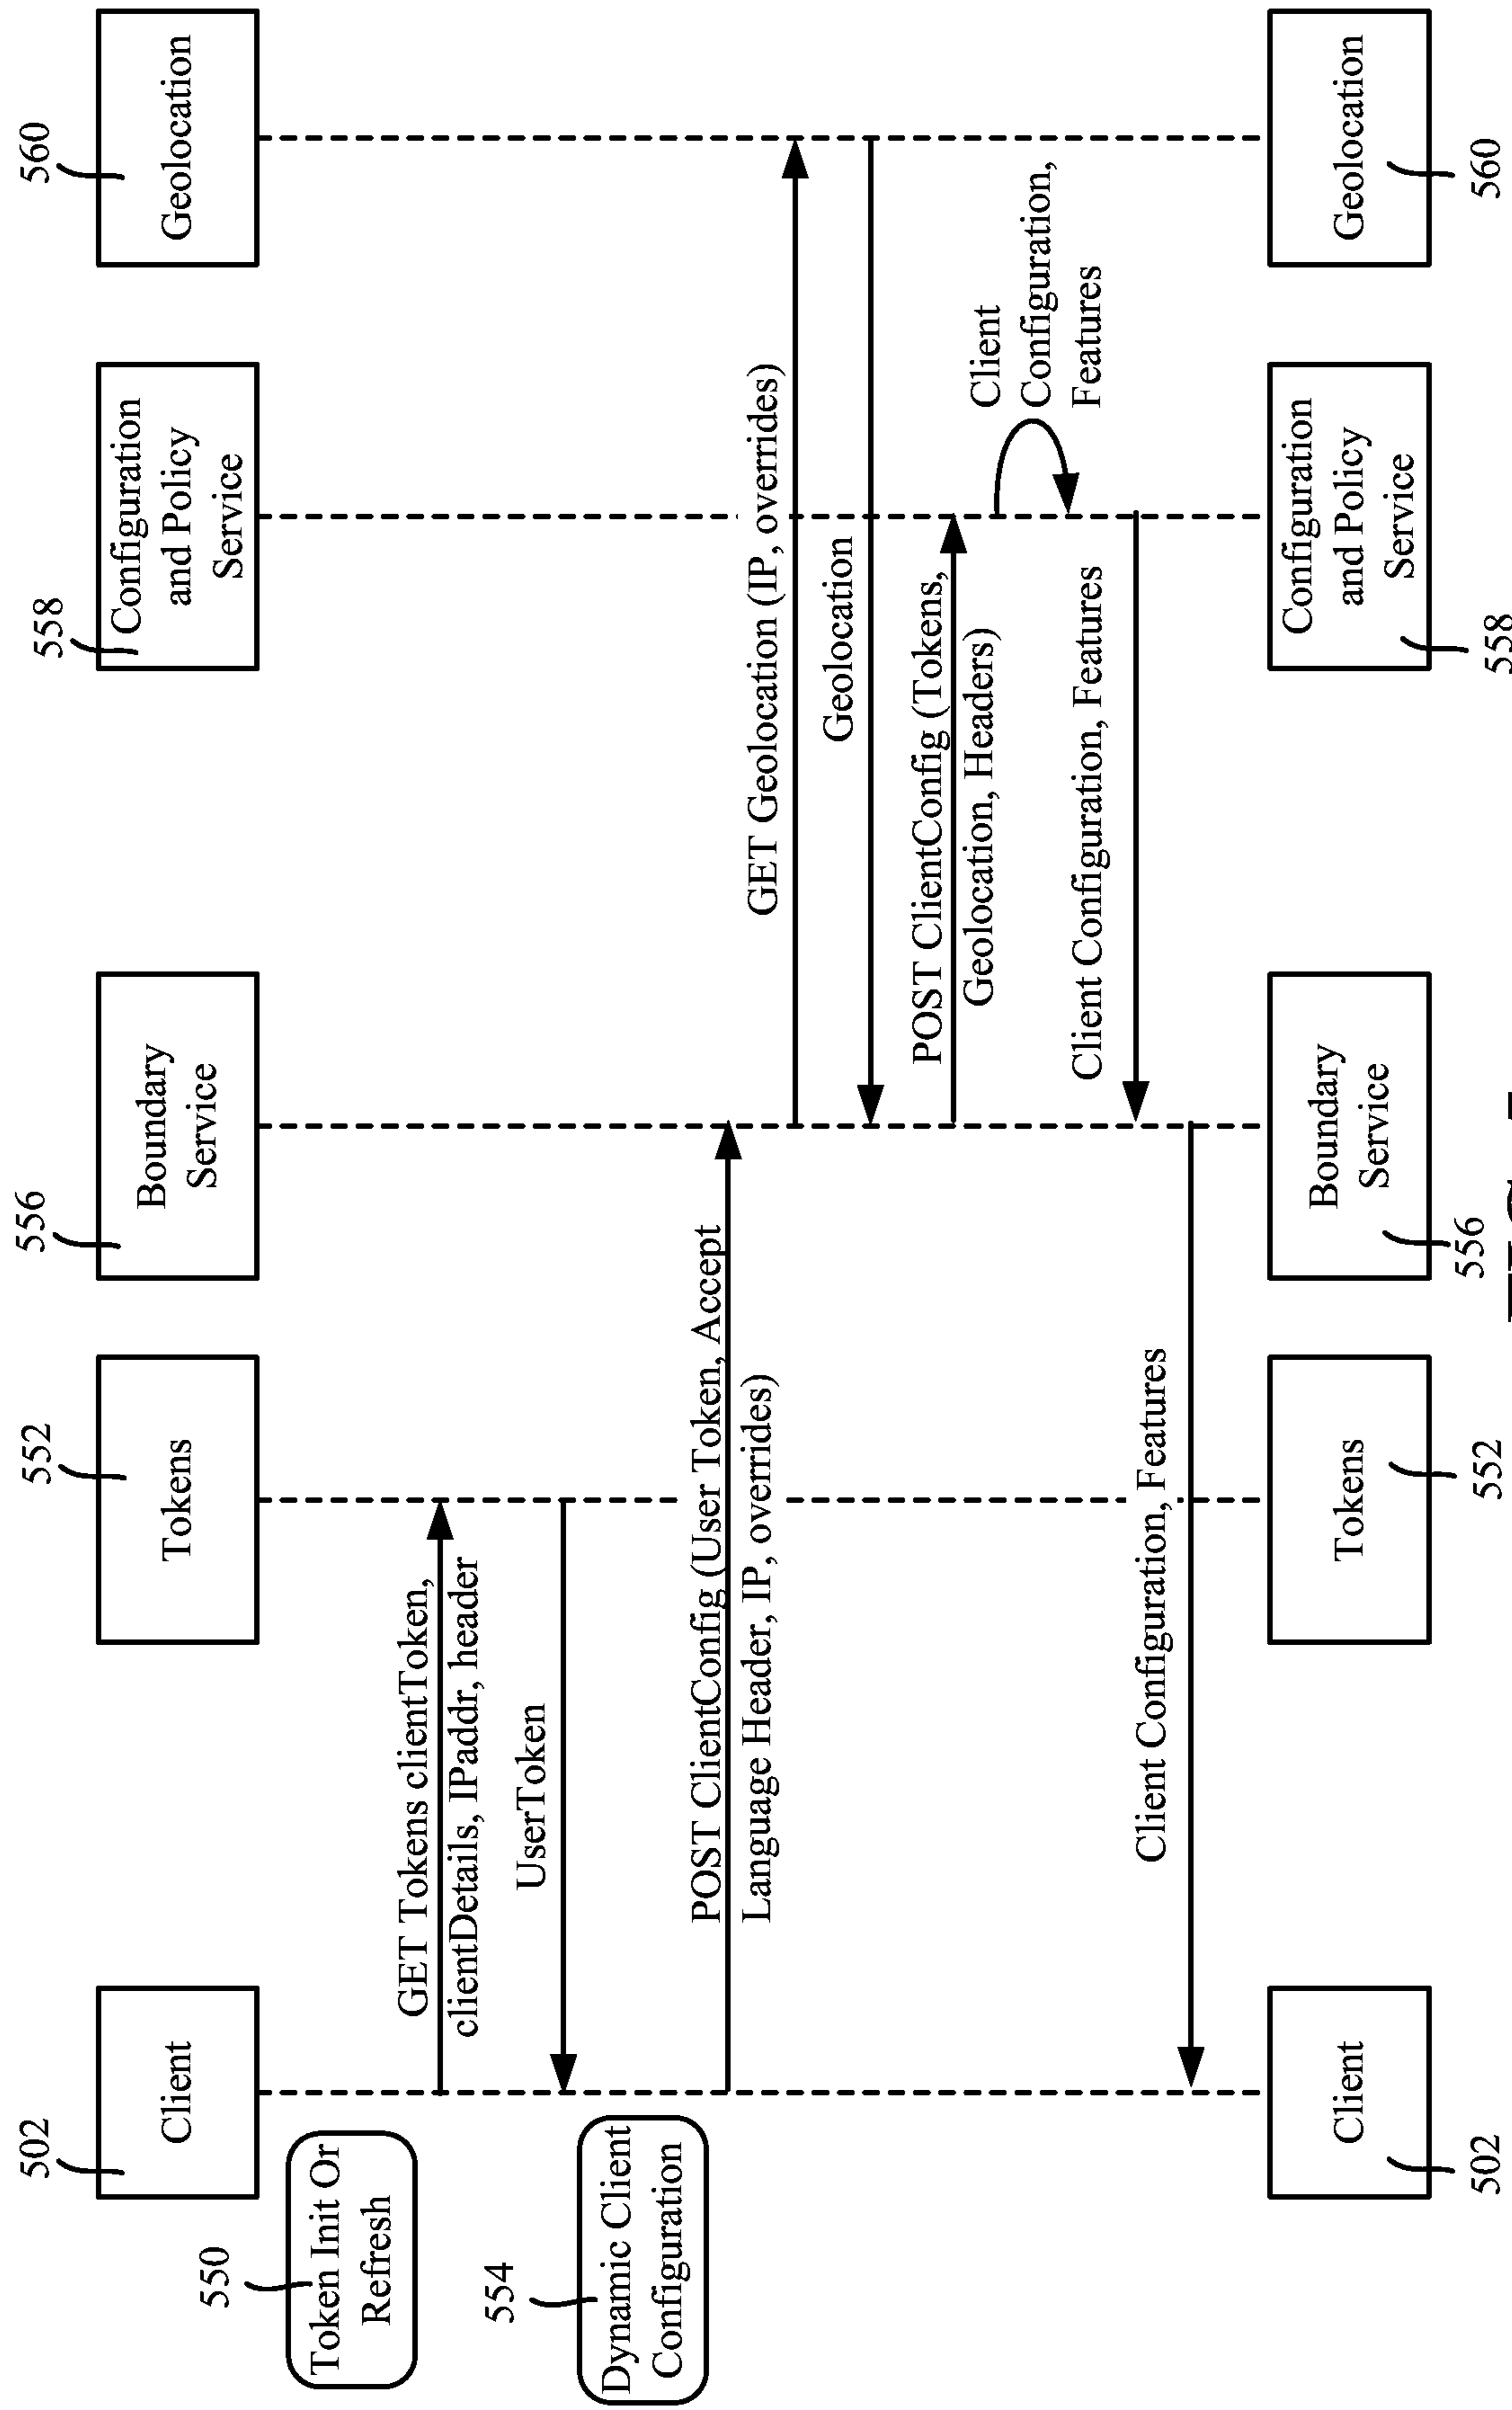 502
Client
552
Tokens
556
Boundary
Service
558
Configuration
and Policy
Service
560
Geolocation
550
Token Init Or
Refresh
GET Tokens clientToken,
clientDetails, IPaddr, header
UserToken
554
Dynamic Client
Configuration
POST ClientConfig (User Token, Accept
Language Header, IP, overrides)
GET Geolocation (IP, overrides)
Geolocation
POST ClientConfig (Tokens,
Geolocation, Headers)
Client
Configuration,
Features
Client Configuration, Features
Client Configuration, Features
Client
502
Tokens
552
Boundary
Service
556
Configuration
and Policy
Service
558
Geolocation
560